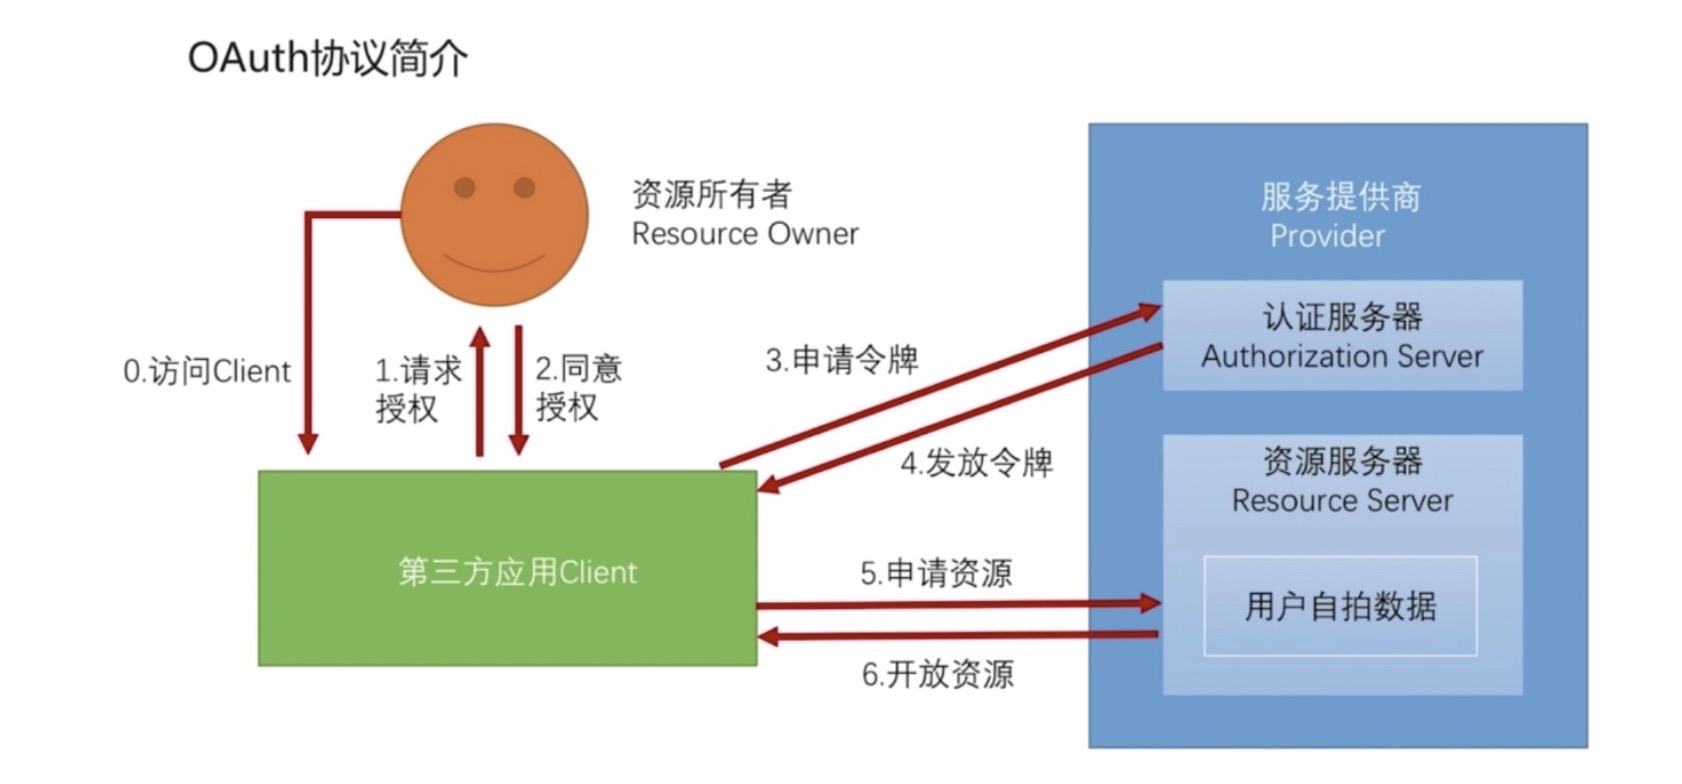 OAuth协议简介
资源所有者
Resource Owner
服务提供商
Provider
认证服务器
Authorization Server
0.访问Client
1.请求
授权
2.同意
授权
3.申请令牌
4.发放令牌
资源服务器
Resource Server
第三方应用Client
5.申请资源
用户自拍数据
6.开放资源